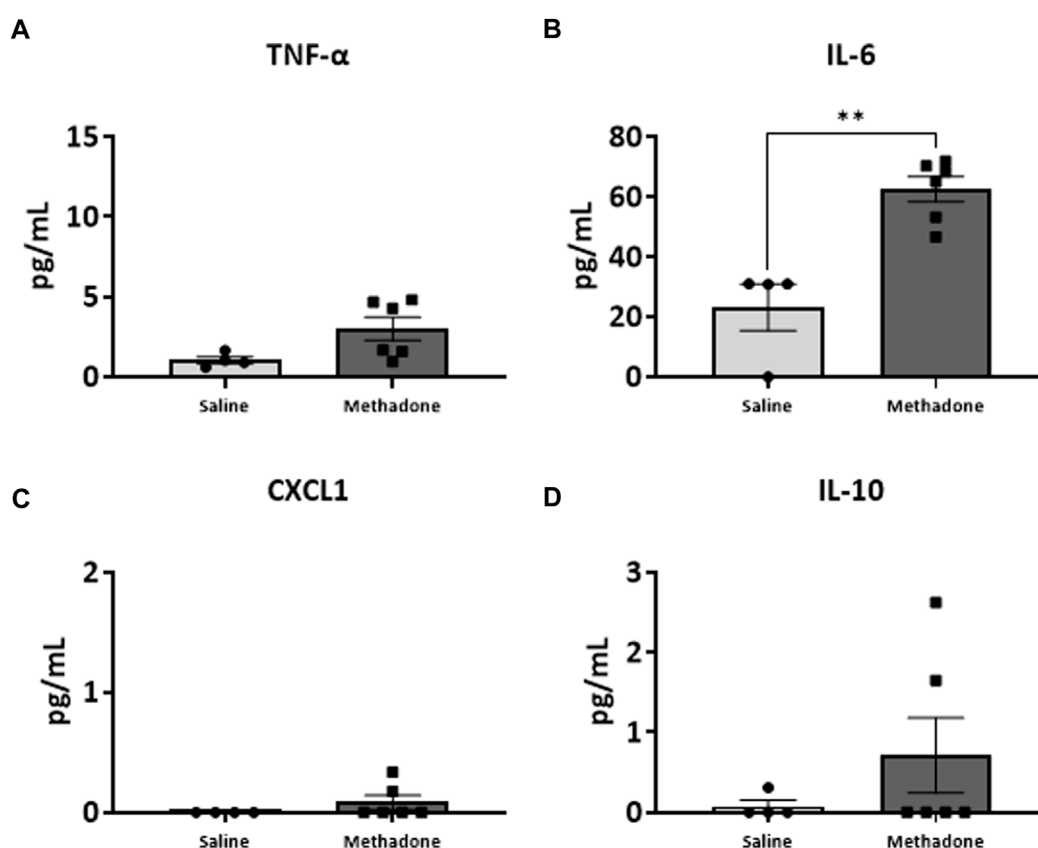 A
TNF-α
pg/mL
15
10
5
0
Saline
Methadone
B
IL-6
**
pg/mL
80
60
40
20
0
Saline
Methadone
C
CXCL1
pg/mL
2
1
0
Saline
Methadone
D
IL-10
pg/mL
3
2
1
0
Saline
Methadone